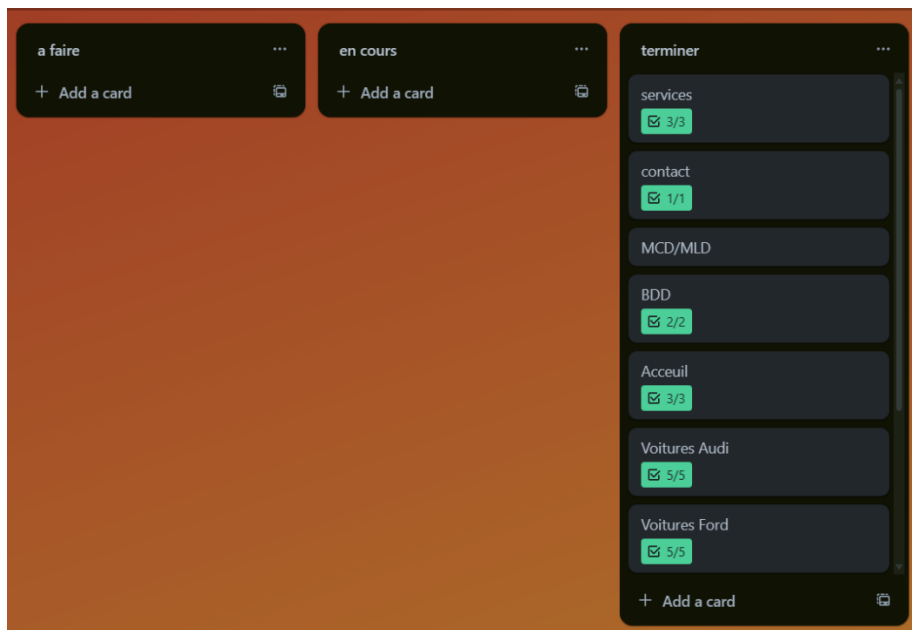 a faire
+ Add a card
en cours
+ Add a card
terminer
services
3/3
contact
1/1
MCD/MLD
BDD
2/2
Acceuil
3/3
Voitures Audi
5/5
Voitures Ford
5/5
+ Add a card